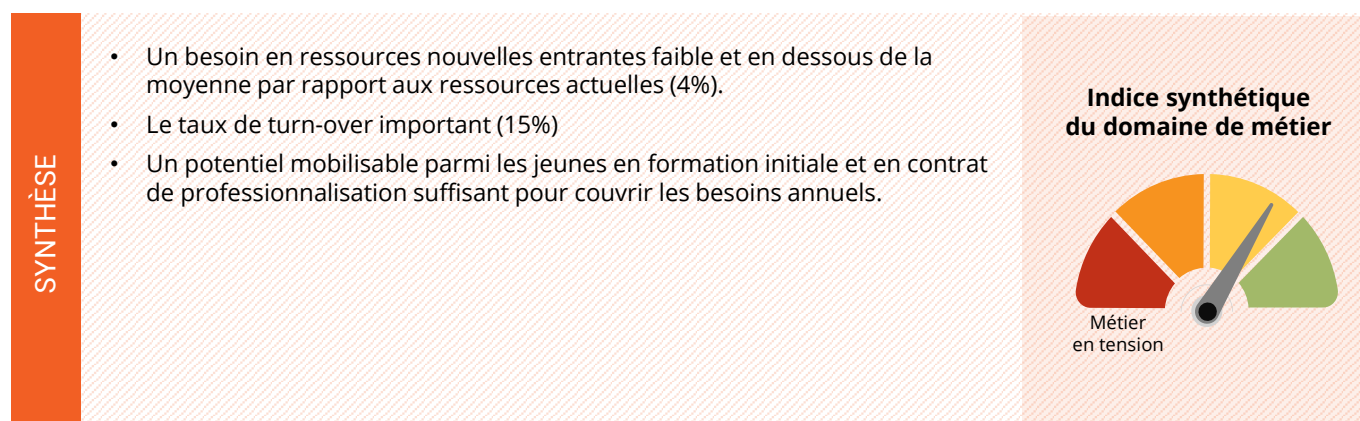 SYNTHÈSE
• Un besoin en ressources nouvelles entrantes faible et en dessous de la
moyenne par rapport aux ressources actuelles (4%).
• Le taux de turn-over important (15%)
• Un potentiel mobilisable parmi les jeunes en formation initiale et en contrat
de professionnalisation suffisant pour couvrir les besoins annuels.
Indice synthétique
du domaine de métier
Métier
en tension